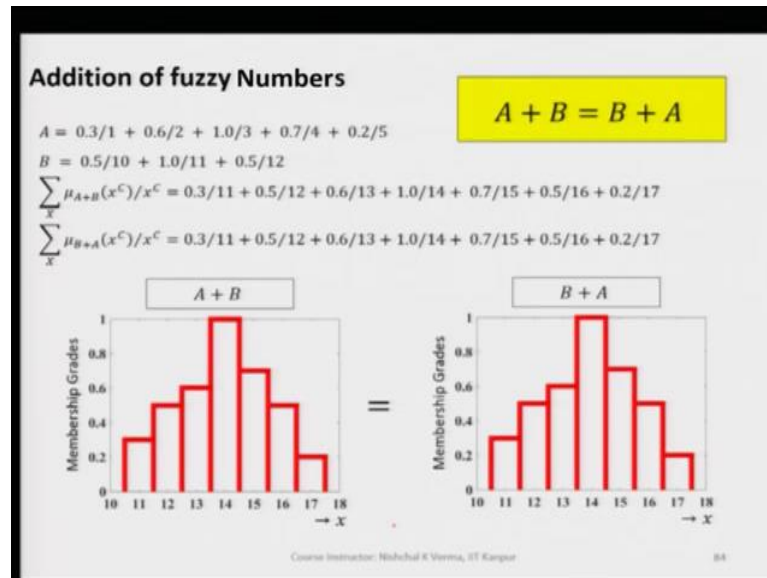 Addition of fuzzy Numbers
A + B = B + A
A = 0.3/1 + 0.6/2 + 1.0/3 + 0.7/4 + 0.2/5
B = 0.5/10 + 1.0/11 + 0.5/12
∑ μ_{A+B}(x^C)/x^C = 0.3/11 + 0.5/12 + 0.6/13 + 1.0/14 + 0.7/15 + 0.5/16 + 0.2/17
X
∑ μ_{B+A}(x^C)/x^C = 0.3/11 + 0.5/12 + 0.6/13 + 1.0/14 + 0.7/15 + 0.5/16 + 0.2/17
X
A + B
Membership Grades
1
0.8
0.6
0.4
0.2
0
10 11 12 13 14 15 16 17 18
→ x
=
B + A
Membership Grades
1
0.8
0.6
0.4
0.2
0
10 11 12 13 14 15 16 17 18
→ x
Course Instructor: Nishchal K Verma, IIT Kanpur
84